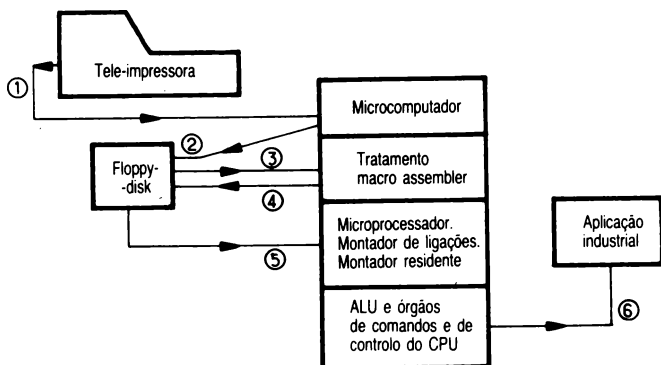 Tele-impressora
①
Microcomputador
②
③
Floppy-
-disk
Tratamento
macro assembler
④
Microprocessador.
Montador de ligações.
Montador residente
Aplicação
industrial
⑤
ALU e órgãos
de comandos e de
controlo do CPU
⑥